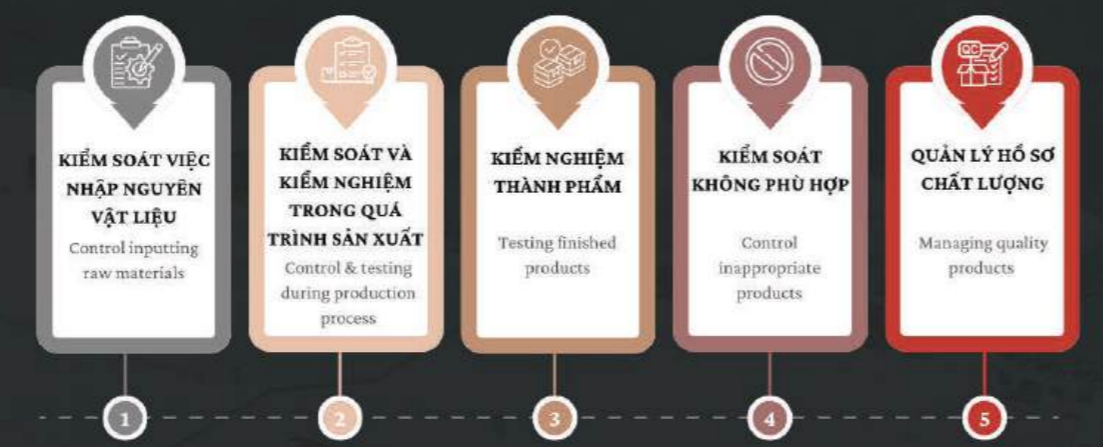 KIỂM SOÁT VIỆC
NHẬP NGUYÊN
VẬT LIỆU
Control inputting
raw materials
1
KIỂM SOÁT VÀ
KIỂM NGHIỆM
TRONG QUÁ
TRÌNH SẢN XUẤT
Control & testing
during production
process
2
KIỂM NGHIỆM
THÀNH PHẨM
Testing finished
products
3
KIỂM SOÁT
KHÔNG PHÙ HỢP
Control
inappropriate
products
4
QC
QUẢN LÝ HỒ SƠ
CHẤT LƯỢNG
Managing quality
products
5